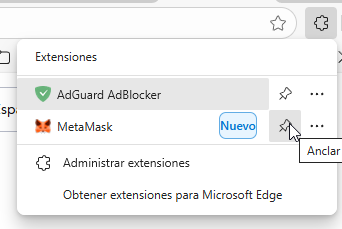 Extensiones
AdGuard AdBlocker
MetaMask
Nuevo
Anclar
Administrar extensiones
Obtener extensiones para Microsoft Edge